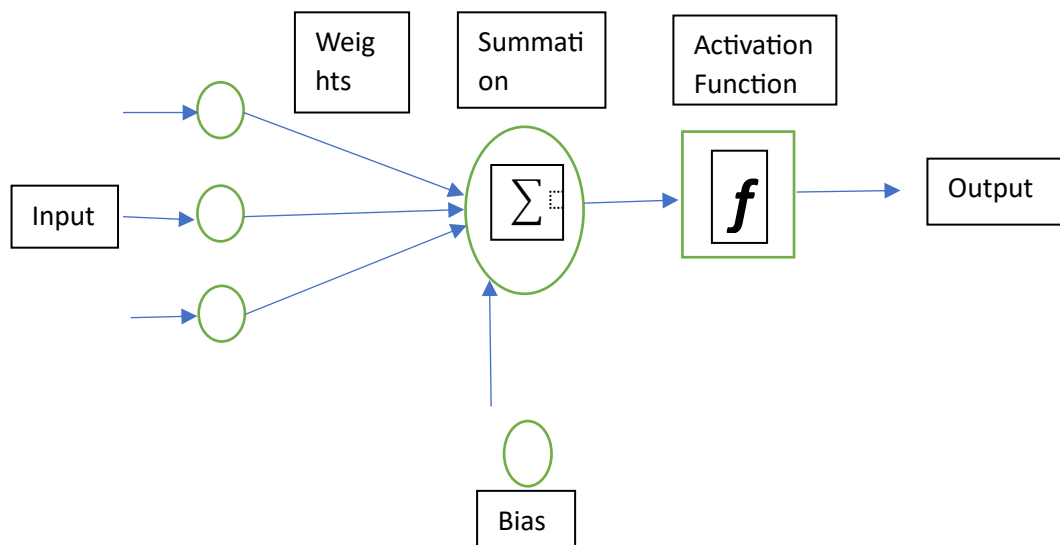 Weig
hts
Summati
on
Activation
Function
Input
∑
f
Output
Bias